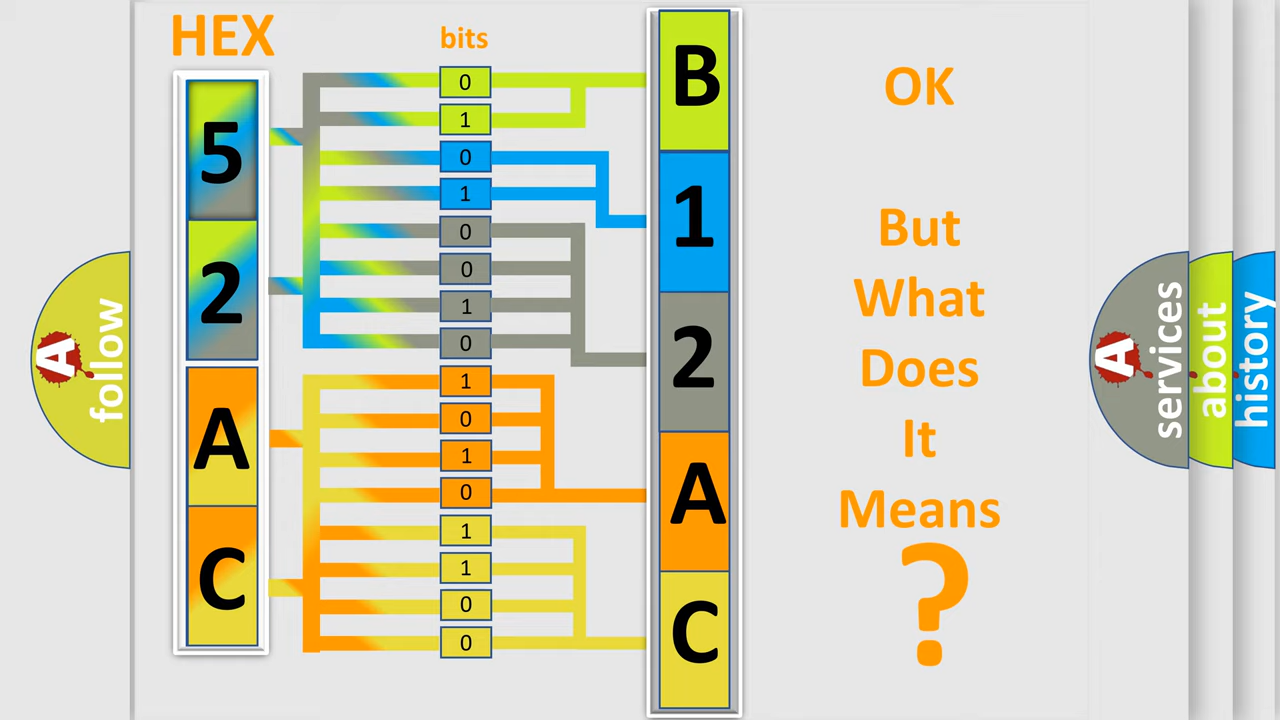 HEX
bits
5
2
A
C
0
1
0
1
0
0
1
0
1
0
1
0
1
1
0
0
B
1
2
A
C
OK
But
What
Does
It
Means
?
A
follow
A
services
about
history